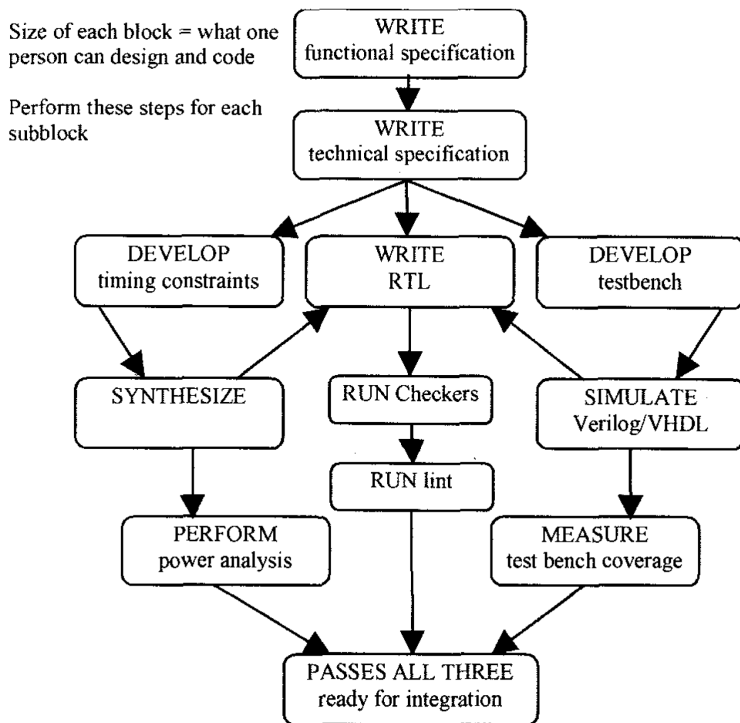 Size of each block = what one
person can design and code
Perform these steps for each
subblock
WRITE
functional specification
WRITE
technical specification
DEVELOP
timing constraints
WRITE
RTL
DEVELOP
testbench
SYNTHESIZE
RUN Checkers
SIMULATE
Verilog/VHDL
RUN lint
PERFORM
power analysis
MEASURE
test bench coverage
PASSES ALL THREE
ready for integration